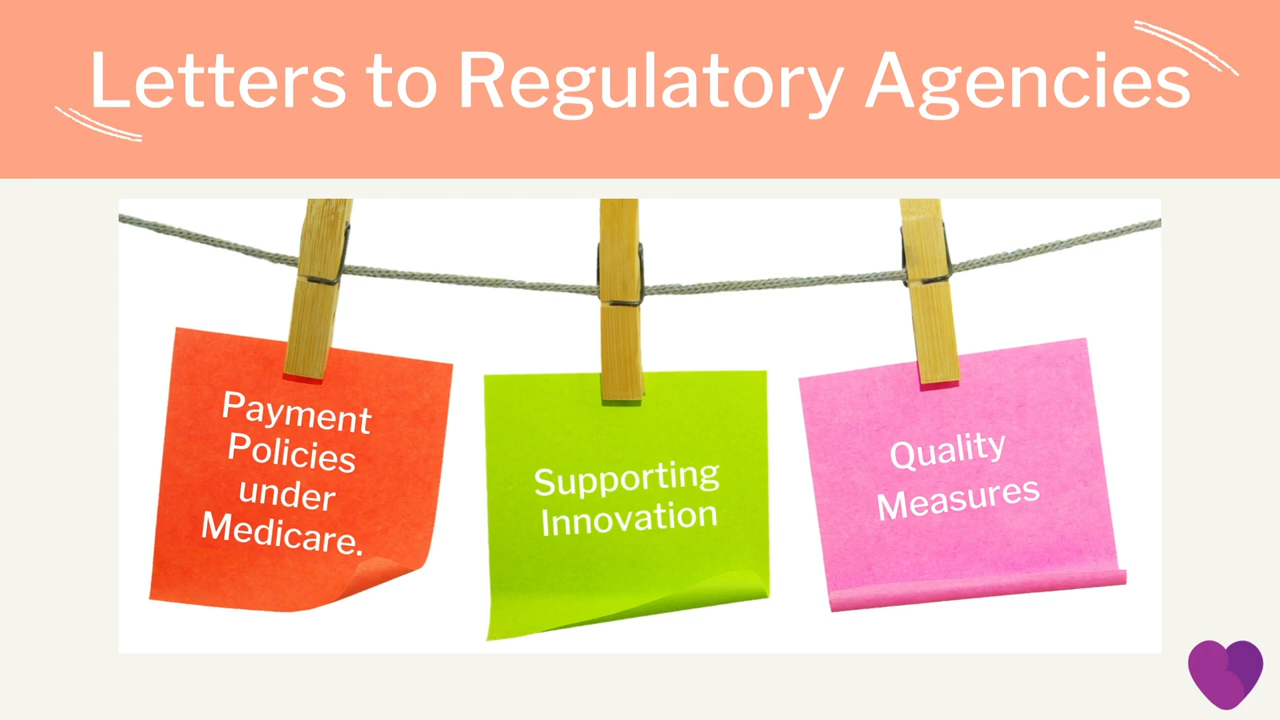 Letters to Regulatory Agencies
Payment
Policies
under
Medicare.
Supporting
Innovation
Quality
Measures